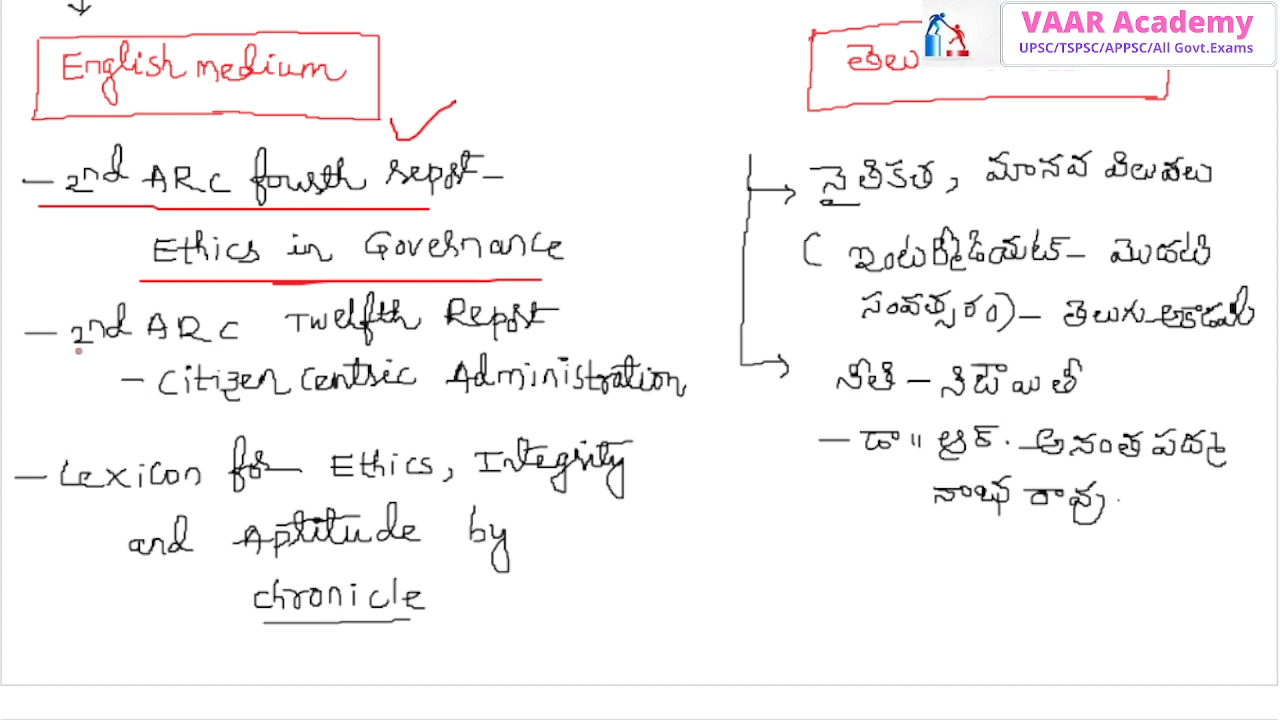 VAAR Academy
UPSC/TSPSC/APPSC/All Govt.Exams
English medium
- 2nd ARC fourth report -
Ethics in Governance
- 2nd ARC Twelfth Report
- Citizen Centric Administration
- Lexicon for Ethics, Integrity
and Aptitude by
chronicle
తెలు
నైతికత, మానవ విలువలు
( ఇంటర్మీడియట్ - మొదటి
సంవత్సరం) - తెలుగు అకాడమి
నీతి - నిజాయితీ
- డా॥ ఆర్. అనంత పద్మ
నాభ రావు.